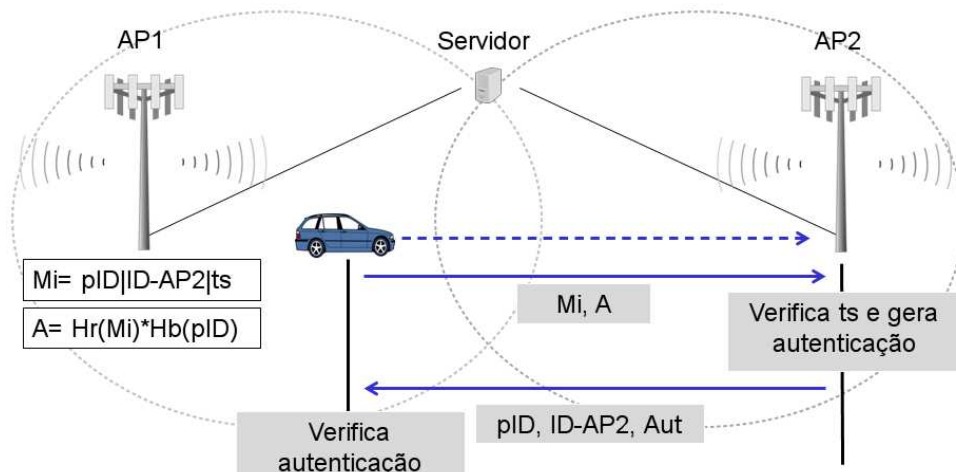 AP1
Servidor
AP2
Mi= pID|ID-AP2|ts
A= Hr(Mi)*Hb(pID)
Mi, A
Verifica ts e gera
autenticação
pID, ID-AP2, Aut
Verifica
autenticacão